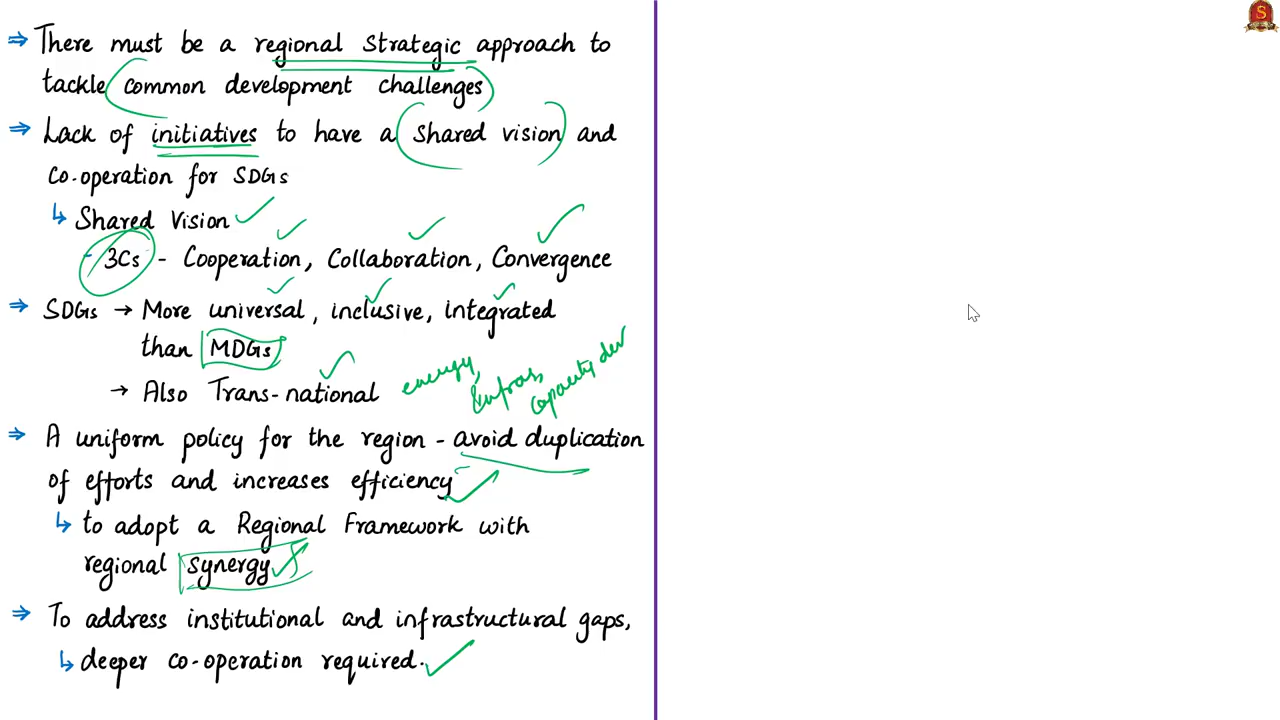 ⇒ There must be a regional strategic approach to
tackle common development challenges
⇒ Lack of initiatives to have a shared vision and
co-operation for SDGs
↳ Shared Vision
- 3Cs - Cooperation, Collaboration, Convergence
⇒ SDGs → More universal, inclusive, integrated
than MDGs
→ Also Trans-national
energy,
infras,
capacity dev
⇒ A uniform policy for the region - avoid duplication
of efforts and increases efficiency
↳ to adopt a Regional Framework with
regional synergy
⇒ To address institutional and infrastructural gaps,
↳ deeper co-operation required.
S